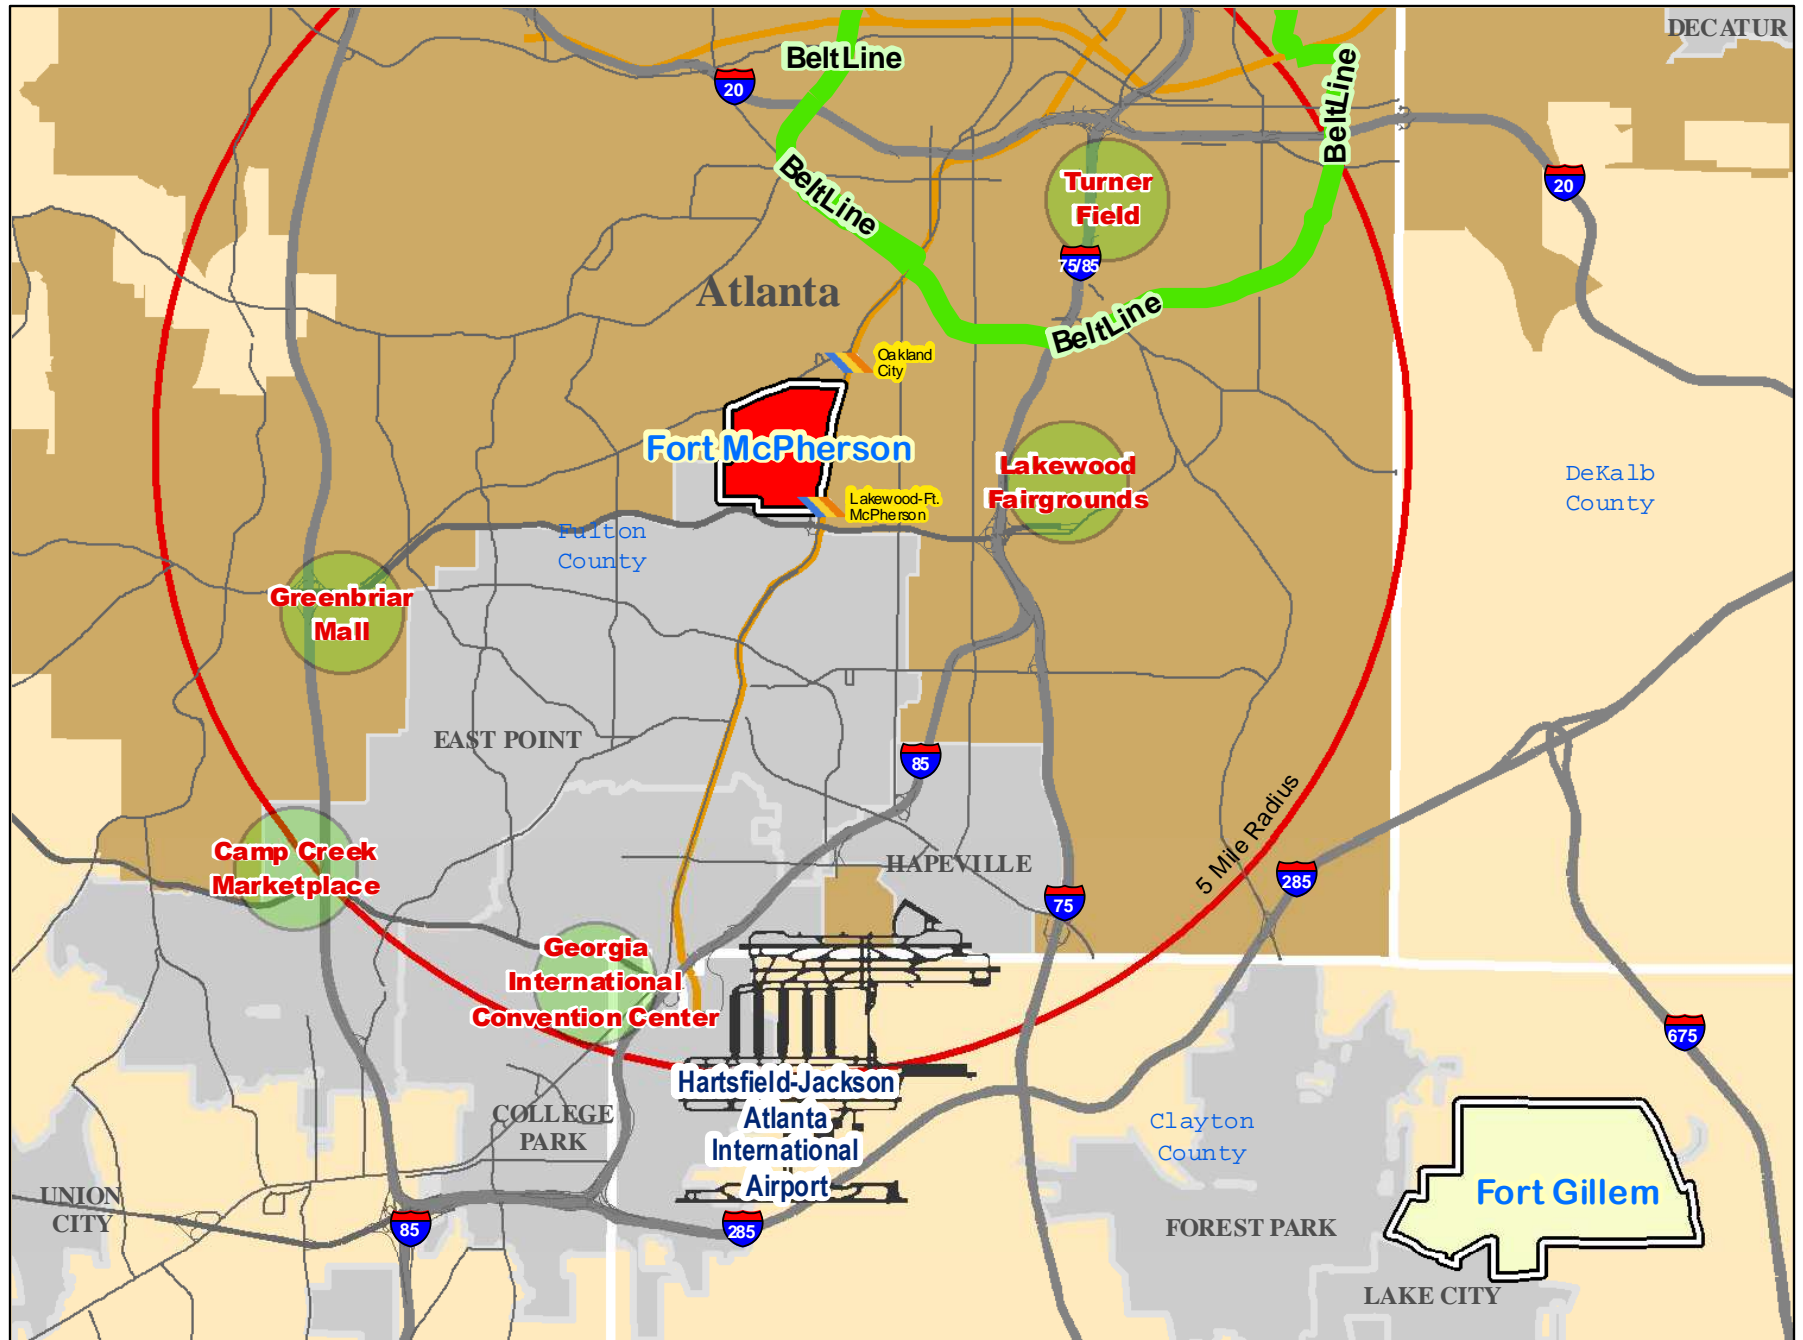 DECATUR
BeltLine
BeltLine
20
BeltLine
Turner
Field
20
75/85
Atlanta
BeltLine
Oakland
City
Fort McPherson
Lakewood
Fairgrounds
DeKalb
County
Lakewood-Ft.
McPherson
Fulton
County
Greenbriar
Mall
EAST POINT
85
5 Mile Radius
Camp Creek
Marketplace
HAPEVILLE
285
75
Georgia
International
Convention Center
675
Hartsfield-Jackson
Atlanta
International
Airport
COLLEGE
PARK
Clayton
County
UNION
CITY
85
285
Fort Gillem
FOREST PARK
LAKE CITY